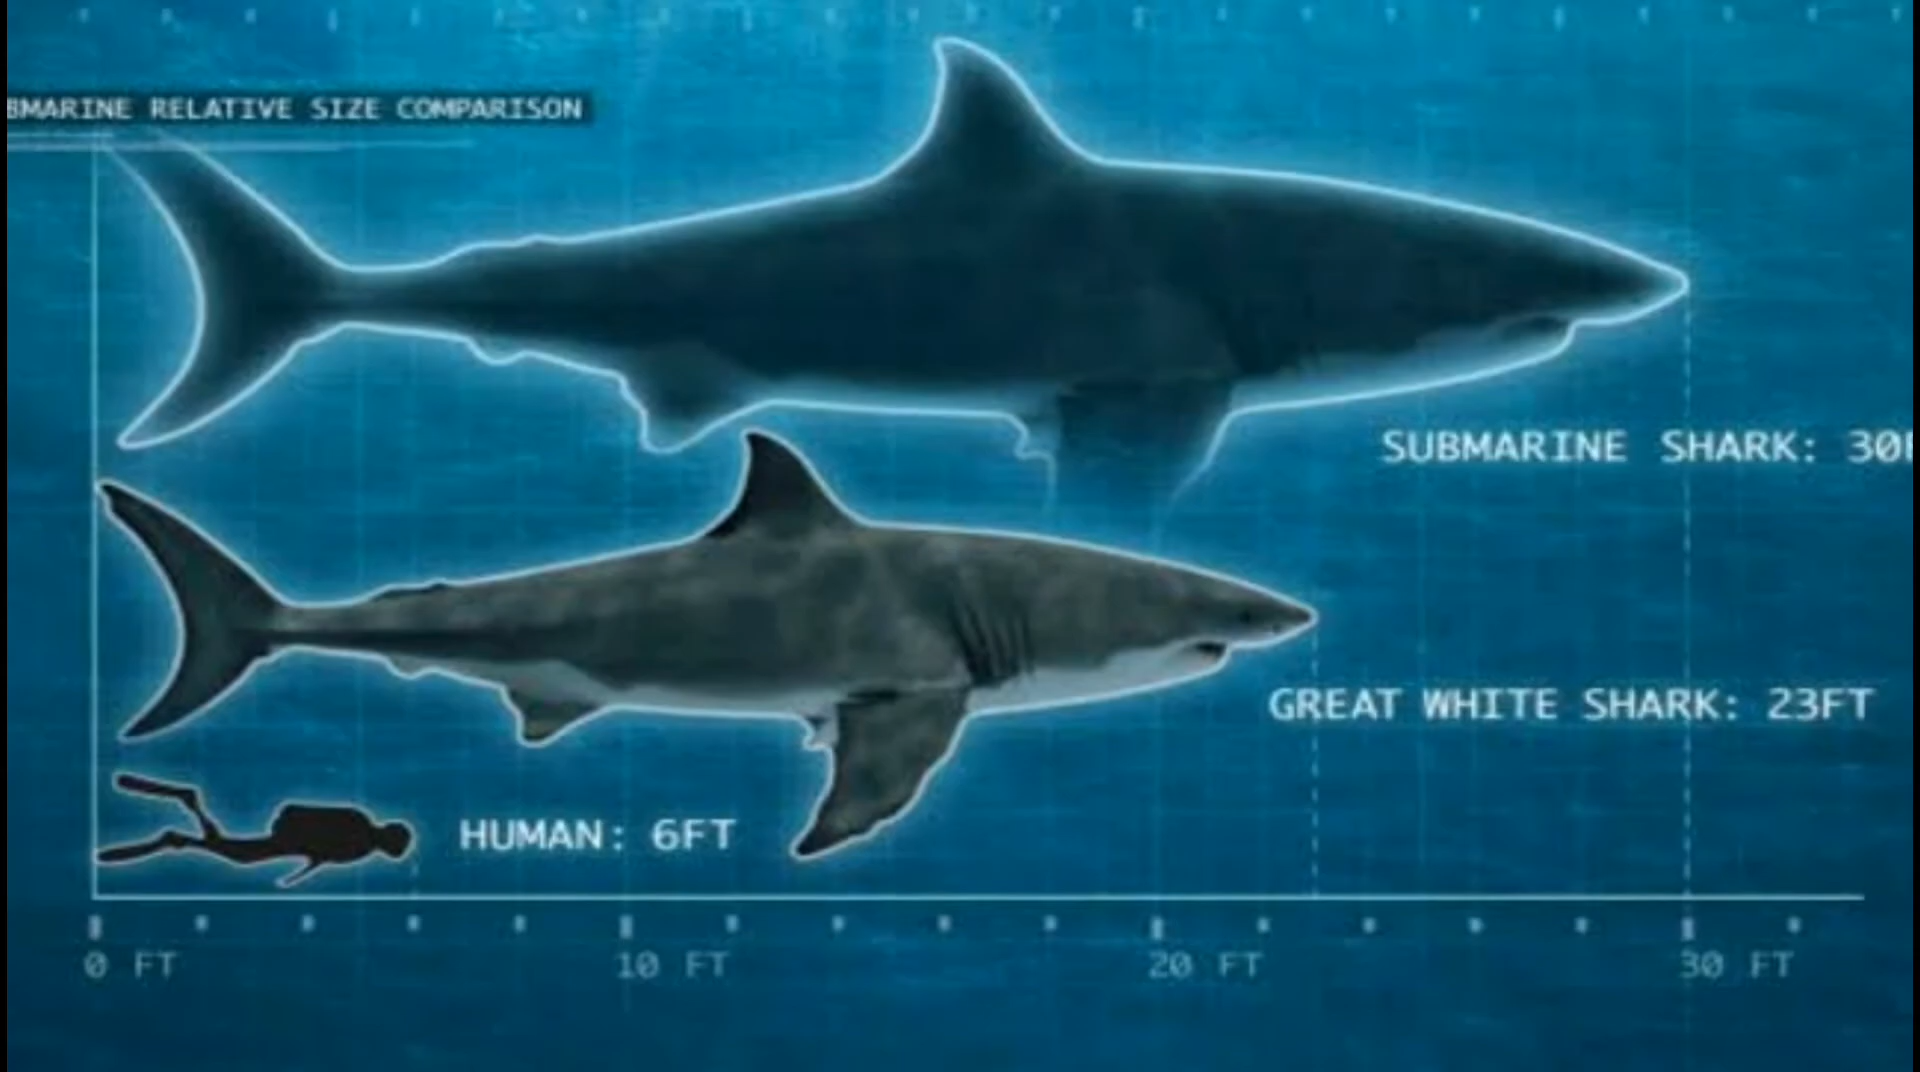 BMARINE RELATIVE SIZE COMPARISON
SUBMARINE SHARK: 30F
GREAT WHITE SHARK: 23FT
HUMAN: 6FT
0 FT 10 FT 20 FT 30 FT